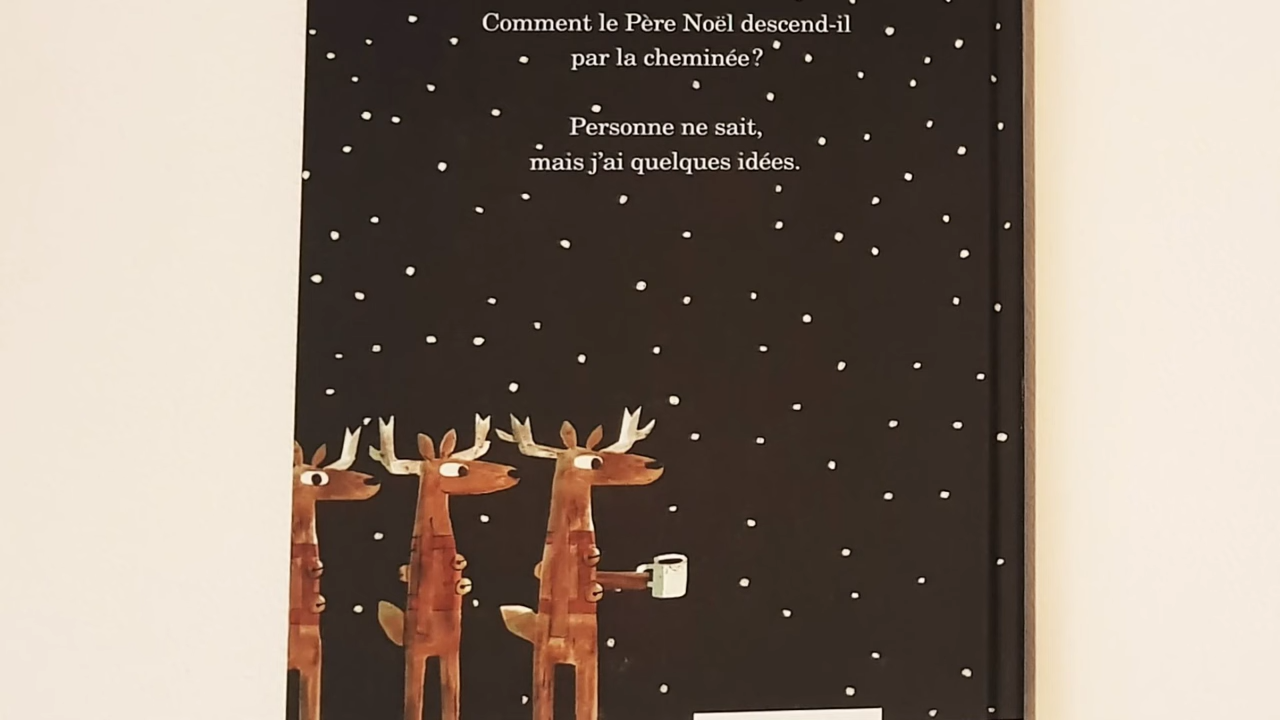 Comment le Père Noël descend-il
par la cheminée ?
Personne ne sait,
mais j’ai quelques idées.